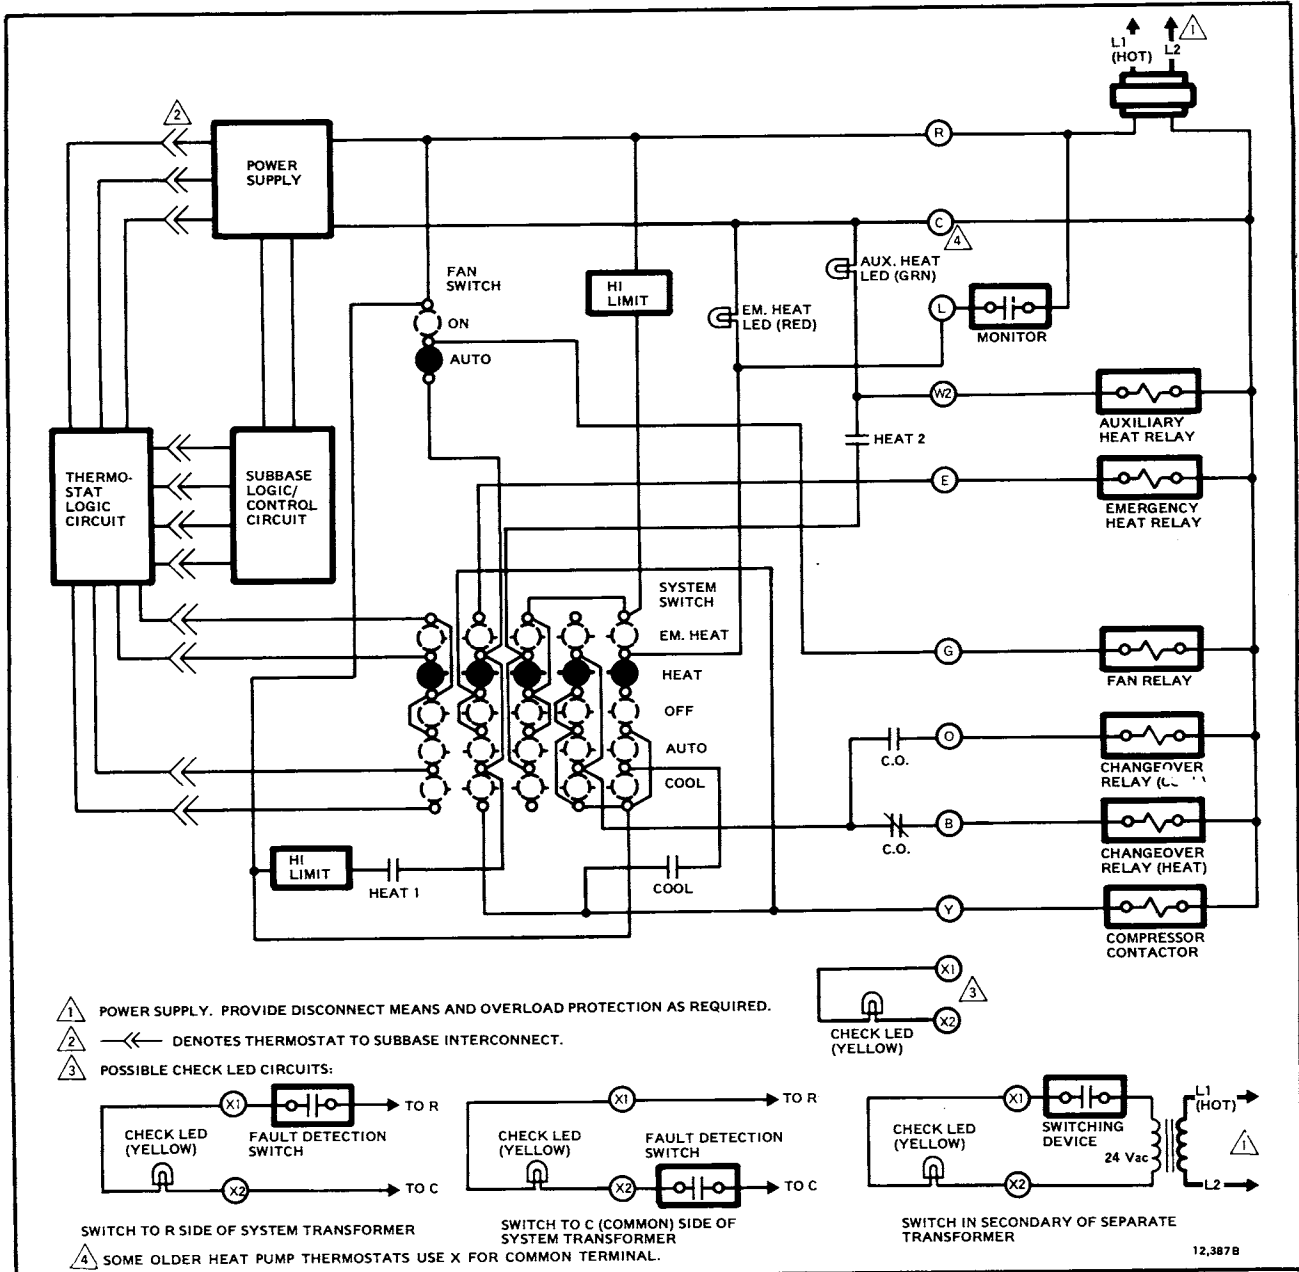 1
L1
(HOT)
L2
2
POWER
SUPPLY
R
C
4
FAN
SWITCH
ON
AUTO
HI
LIMIT
AUX. HEAT
LED (GRN)
EM. HEAT
LED (RED)
L
MONITOR
W2
AUXILIARY
HEAT RELAY
HEAT 2
THERMO-
STAT
LOGIC
CIRCUIT
SUBBASE
LOGIC/
CONTROL
CIRCUIT
E
EMERGENCY
HEAT RELAY
SYSTEM
SWITCH
EM. HEAT
HEAT
OFF
AUTO
COOL
G
FAN RELAY
C.O.
O
CHANGEOVER
RELAY
C.O.
B
CHANGEOVER
RELAY (HEAT)
HI
LIMIT
HEAT 1
COOL
Y
COMPRESSOR
CONTACTOR
X1
3
X2
CHECK LED
(YELLOW)
1 POWER SUPPLY. PROVIDE DISCONNECT MEANS AND OVERLOAD PROTECTION AS REQUIRED.
2 DENOTES THERMOSTAT TO SUBBASE INTERCONNECT.
3 POSSIBLE CHECK LED CIRCUITS:
X1
TO R
CHECK LED
(YELLOW)
FAULT DETECTION
SWITCH
X2
TO C
SWITCH TO R SIDE OF SYSTEM TRANSFORMER
X1
TO R
CHECK LED
(YELLOW)
FAULT DETECTION
SWITCH
X2
TO C
SWITCH TO C (COMMON) SIDE OF
SYSTEM TRANSFORMER
X1
L1
(HOT)
CHECK LED
(YELLOW)
SWITCHING
DEVICE
24 Vac
1
X2
L2
SWITCH IN SECONDARY OF SEPARATE
TRANSFORMER
4 SOME OLDER HEAT PUMP THERMOSTATS USE X FOR COMMON TERMINAL.
12,387B